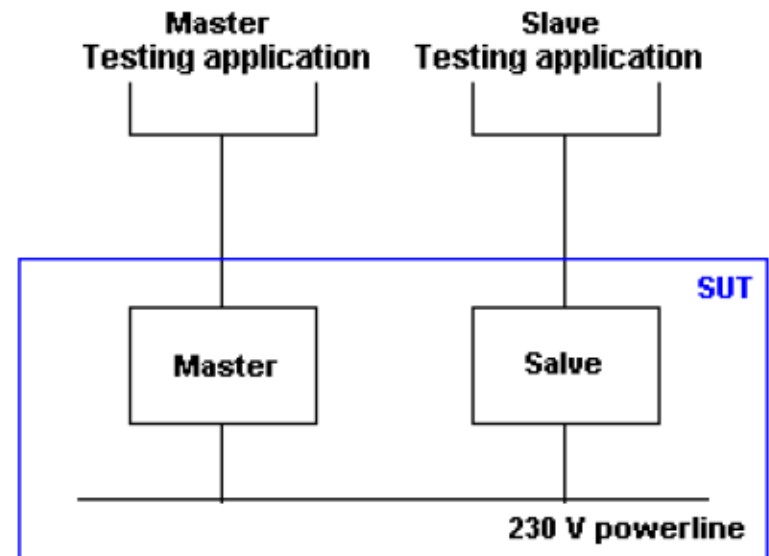 Master
Testing application
Slave
Testing application
SUT
Master
Salve
230 V powerline